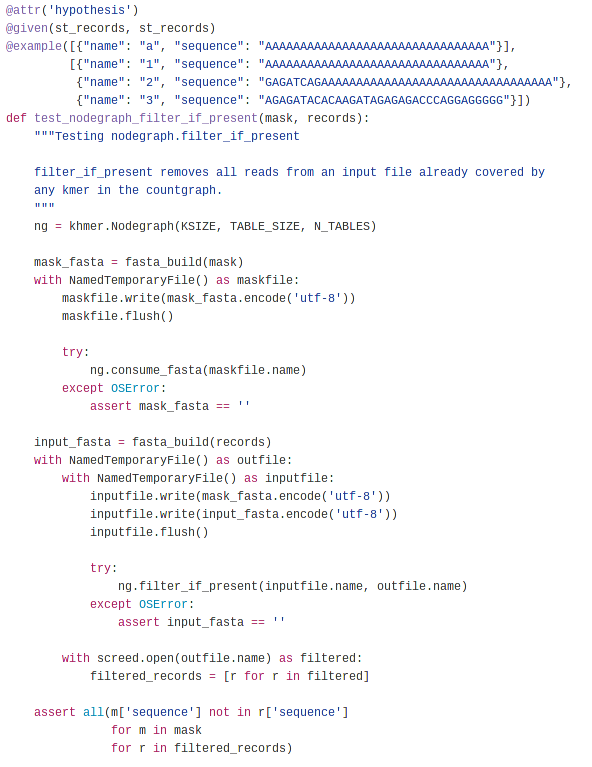 @attr('hypothesis')
@given(st_records, st_records)
@example([{"name": "a", "sequence": "AAAAAAAAAAAAAAAAAAAAAAAAAAAAAAAA"}],
         [{"name": "1", "sequence": "AAAAAAAAAAAAAAAAAAAAAAAAAAAAAAAA"},
          {"name": "2", "sequence": "GAGATCAGAAAAAAAAAAAAAAAAAAAAAAAAAAAAAAAAA"},
          {"name": "3", "sequence": "AGAGATACACAAGATAGAGAGACCCAGGAGGGGG"}])
def test_nodegraph_filter_if_present(mask, records):
    """Testing nodegraph.filter_if_present

    filter_if_present removes all reads from an input file already covered by
    any kmer in the countgraph.
    """
    ng = khmer.Nodegraph(KSIZE, TABLE_SIZE, N_TABLES)

    mask_fasta = fasta_build(mask)
    with NamedTemporaryFile() as maskfile:
        maskfile.write(mask_fasta.encode('utf-8'))
        maskfile.flush()

        try:
            ng.consume_fasta(maskfile.name)
        except OSError:
            assert mask_fasta == ''

    input_fasta = fasta_build(records)
    with NamedTemporaryFile() as outfile:
        with NamedTemporaryFile() as inputfile:
            inputfile.write(mask_fasta.encode('utf-8'))
            inputfile.write(input_fasta.encode('utf-8'))
            inputfile.flush()

            try:
                ng.filter_if_present(inputfile.name, outfile.name)
            except OSError:
                assert input_fasta == ''

        with screed.open(outfile.name) as filtered:
            filtered_records = [r for r in filtered]

    assert all(m['sequence'] not in r['sequence']
               for m in mask
               for r in filtered_records)